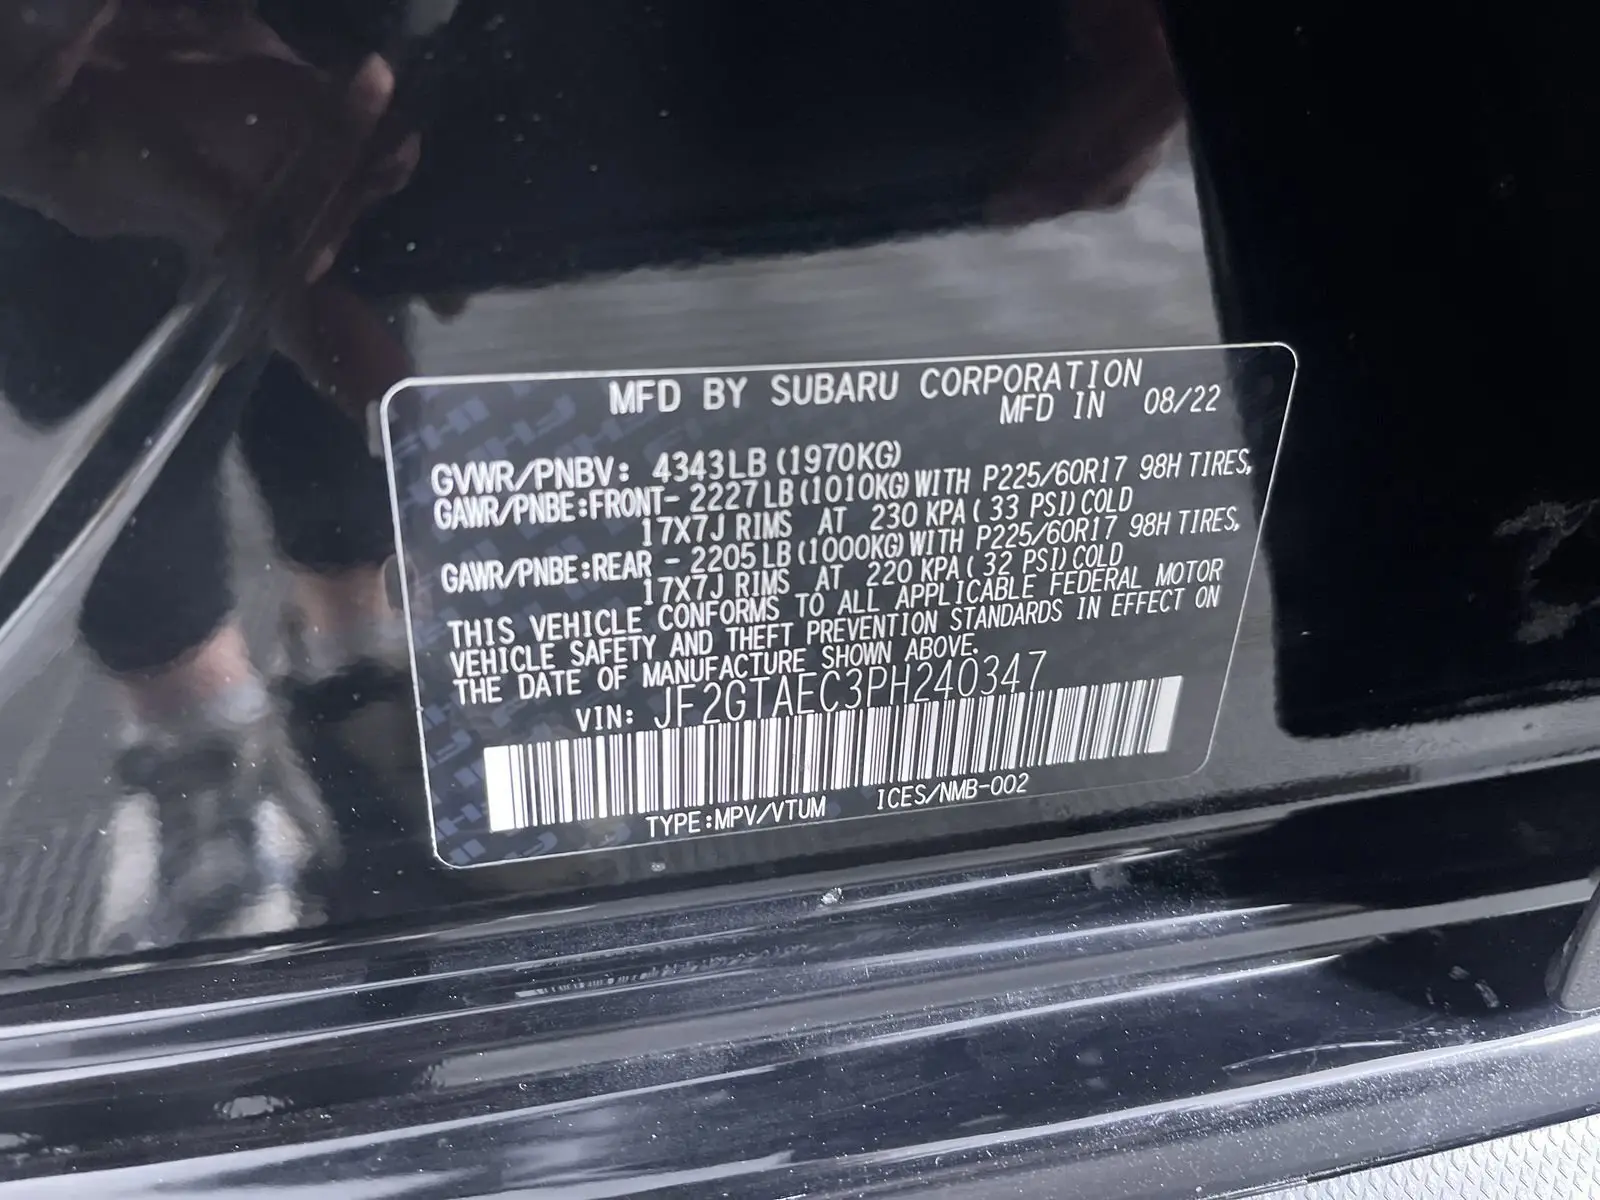 MFD BY SUBARU CORPORATION
MFD IN 08/22
GVWR/PNBV: 4343LB (1970KG)
GAWR/PNBE:FRONT- 2227LB (1010KG) WITH P225/60R17 98H TIRES,
17X7J RIMS AT 230 KPA ( 33 PSI) COLD
GAWR/PNBE:REAR - 2205LB (1000KG) WITH P225/60R17 98H TIRES,
17X7J RIMS AT 220 KPA ( 32 PSI) COLD
THIS VEHICLE CONFORMS TO ALL APPLICABLE FEDERAL MOTOR
VEHICLE SAFETY AND THEFT PREVENTION STANDARDS IN EFFECT ON
THE DATE OF MANUFACTURE SHOWN ABOVE.
VIN: JF2GTAEC3PH240347
TYPE:MPV/VTUM ICES/NMB-002